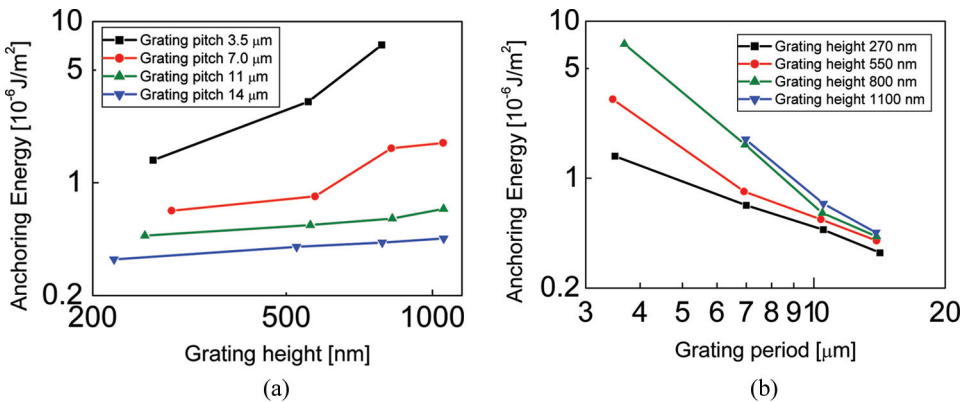 10
5
1
0.2
Anchoring Energy [10⁻⁶J/m²]
Grating pitch 3.5 μm
Grating pitch 7.0 μm
Grating pitch 11 μm
Grating pitch 14 μm
200
500
1000
Grating height [nm]
(a)
10
5
1
0.2
Anchoring Energy [10⁻⁶J/m²]
Grating height 270 nm
Grating height 550 nm
Grating height 800 nm
Grating height 1100 nm
3 4 5 6 7 8 9 10 20
Grating period [μm]
(b)